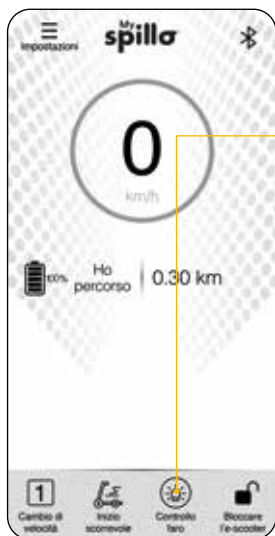 My
spillo
Impostazioni
0
km/h
100%
Ho
percorso
0.30 km
1
Cambio di
velocità
Inizio
scorrevole
Controllo
faro
Bloccare
l'e-scooter